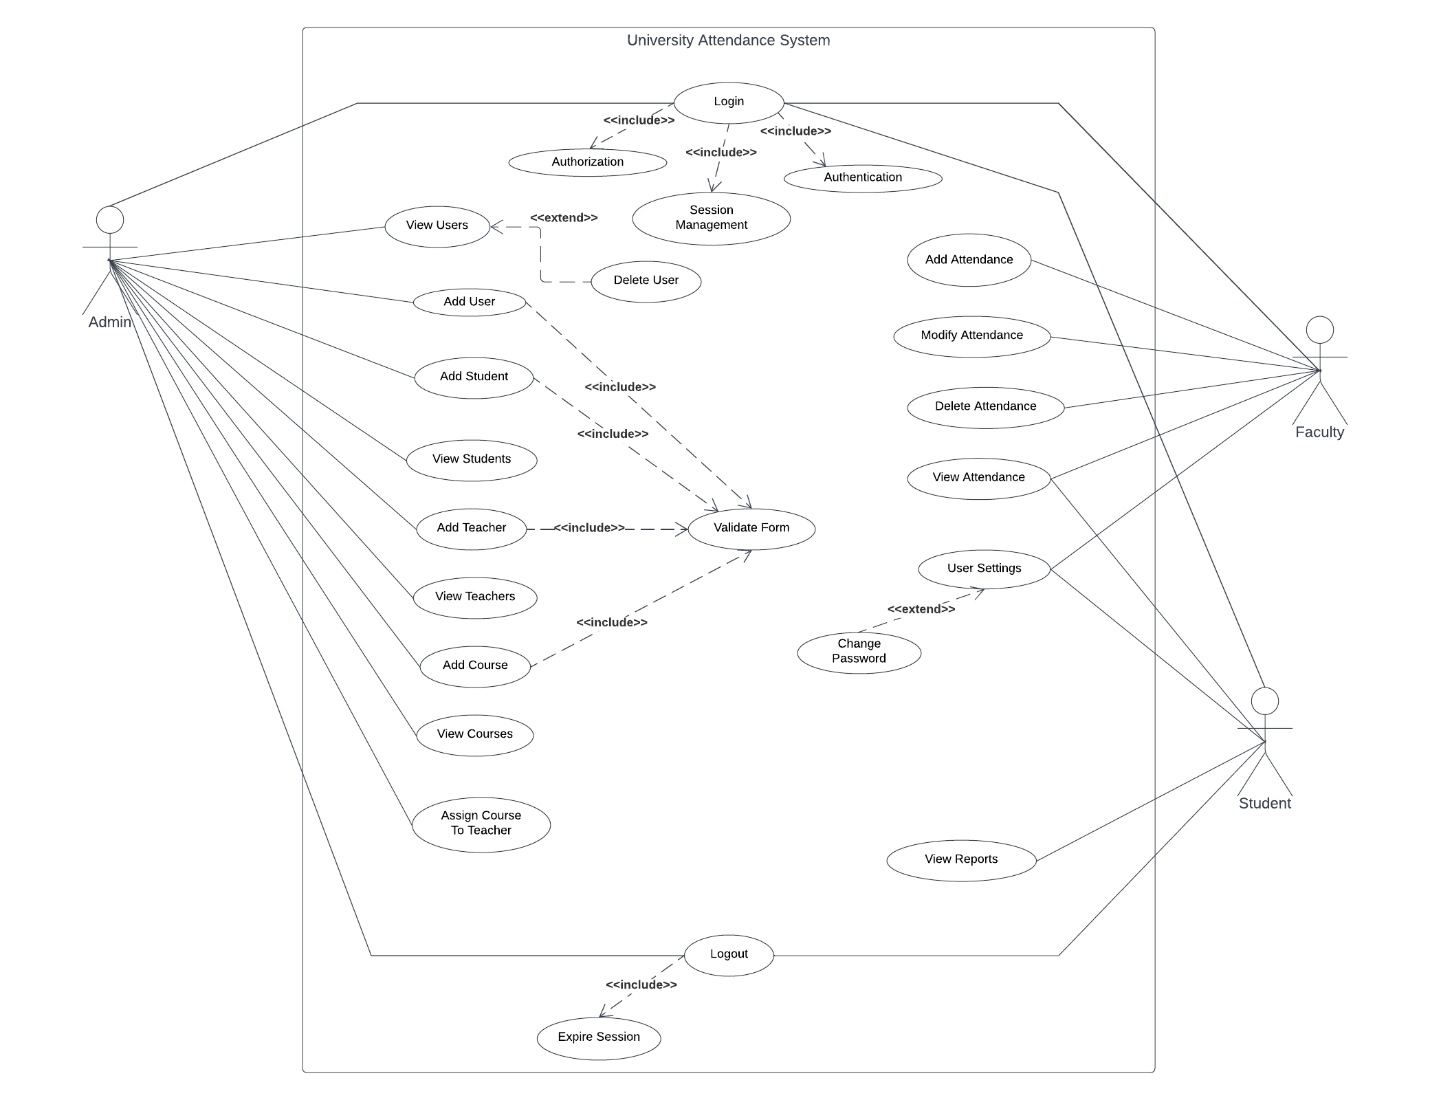 University Attendance System
Login
<<include>>
<<include>>
<<include>>
Authorization
Authentication
Session
Management
View Users
<<extend>>
Delete User
Add Attendance
Add User
Admin
Modify Attendance
Add Student
<<include>>
Delete Attendance
<<include>>
Faculty
View Students
View Attendance
Add Teacher
<<include>>
Validate Form
User Settings
View Teachers
<<extend>>
<<include>>
Change
Password
Add Course
View Courses
Assign Course
To Teacher
Student
View Reports
Logout
<<include>>
Expire Session